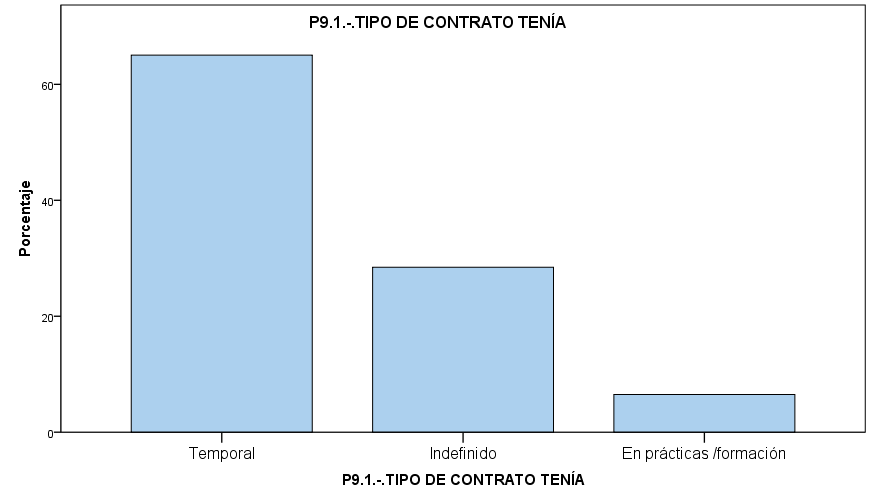 P9.1.-.TIPO DE CONTRATO TENÍA
Porcentaje
60
40
20
0
Temporal
Indefinido
En prácticas /formación
P9.1.-.TIPO DE CONTRATO TENÍA